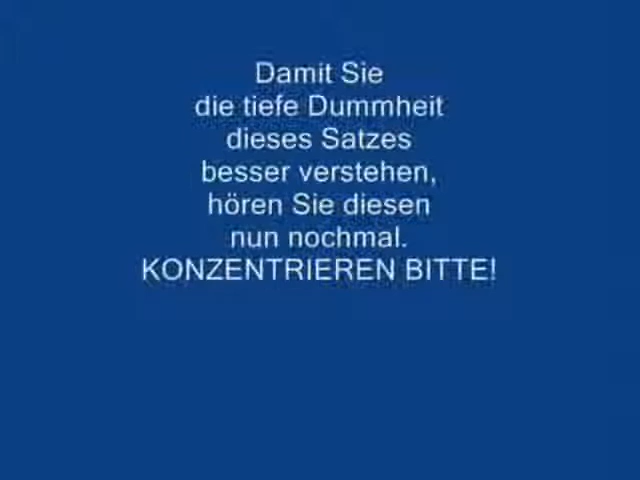 Damit Sie
die tiefe Dummheit
dieses Satzes
besser verstehen,
hören Sie diesen
nun nochmal.
KONZENTRIEREN BITTE!